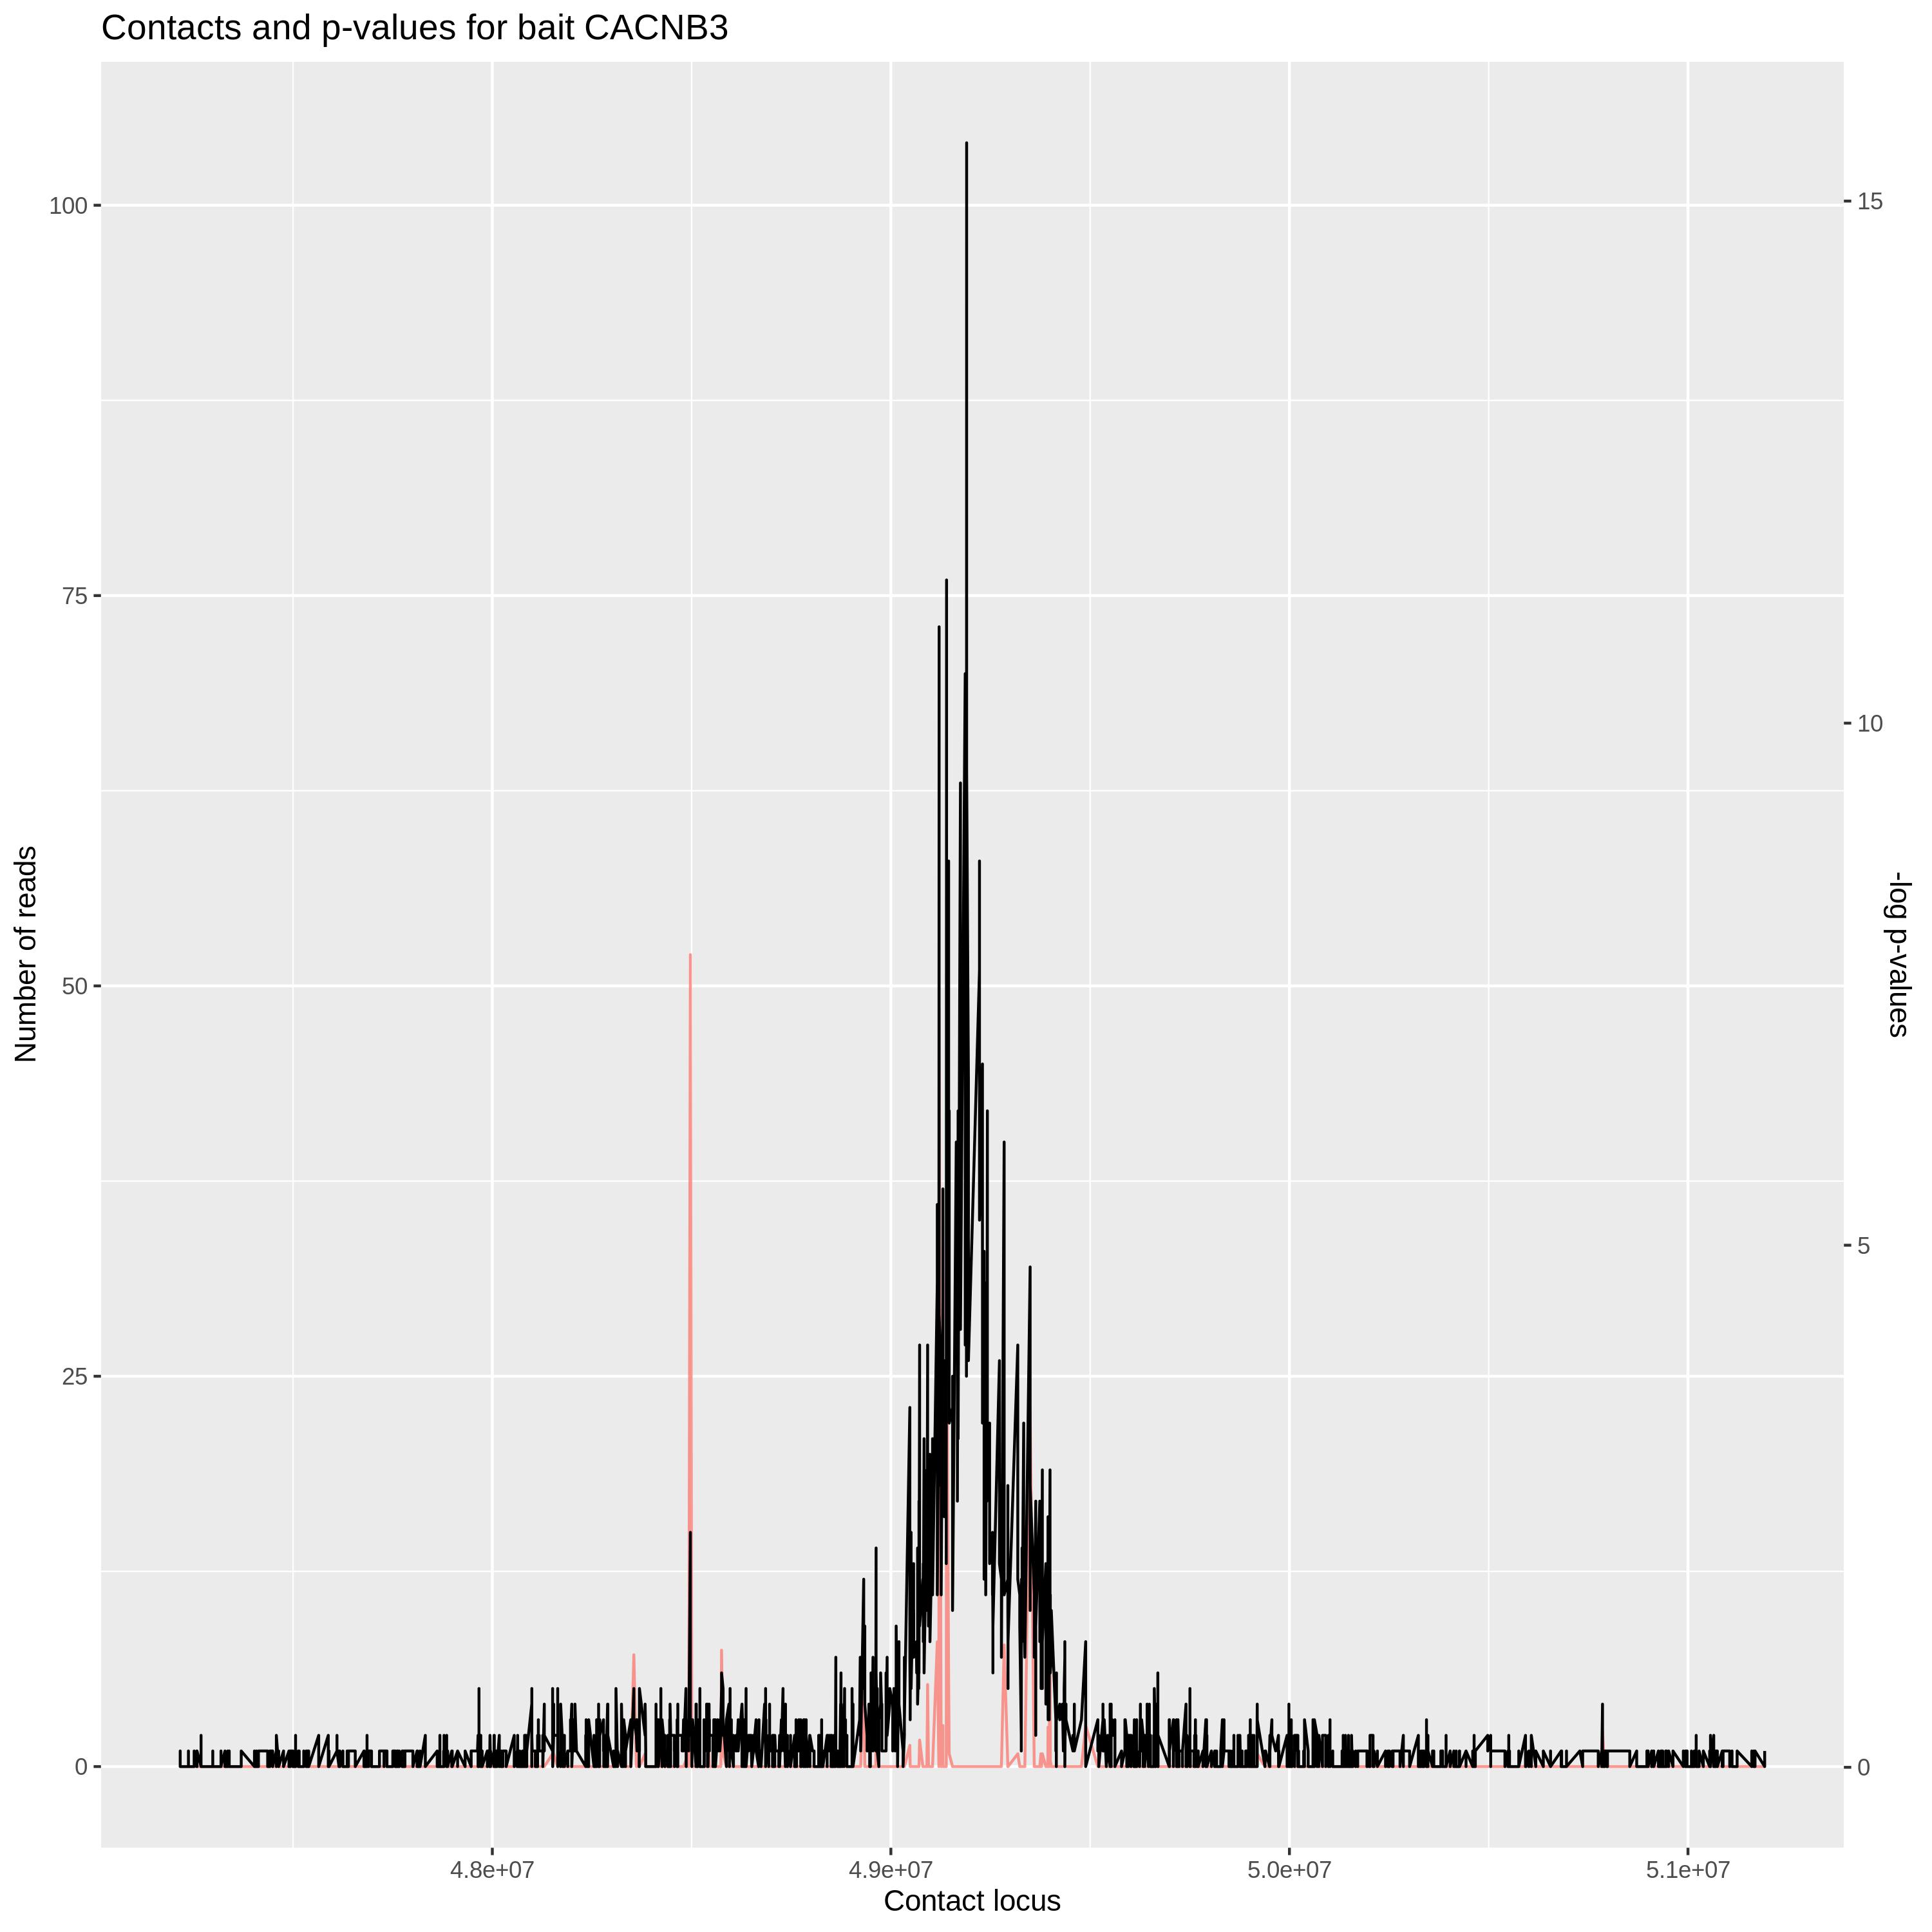 Contacts and p-values for bait CACNB3
100
75
50
25
0
Number of reads
15
10
5
0
-log p-values
4.8e+07
4.9e+07
5.0e+07
5.1e+07
Contact locus